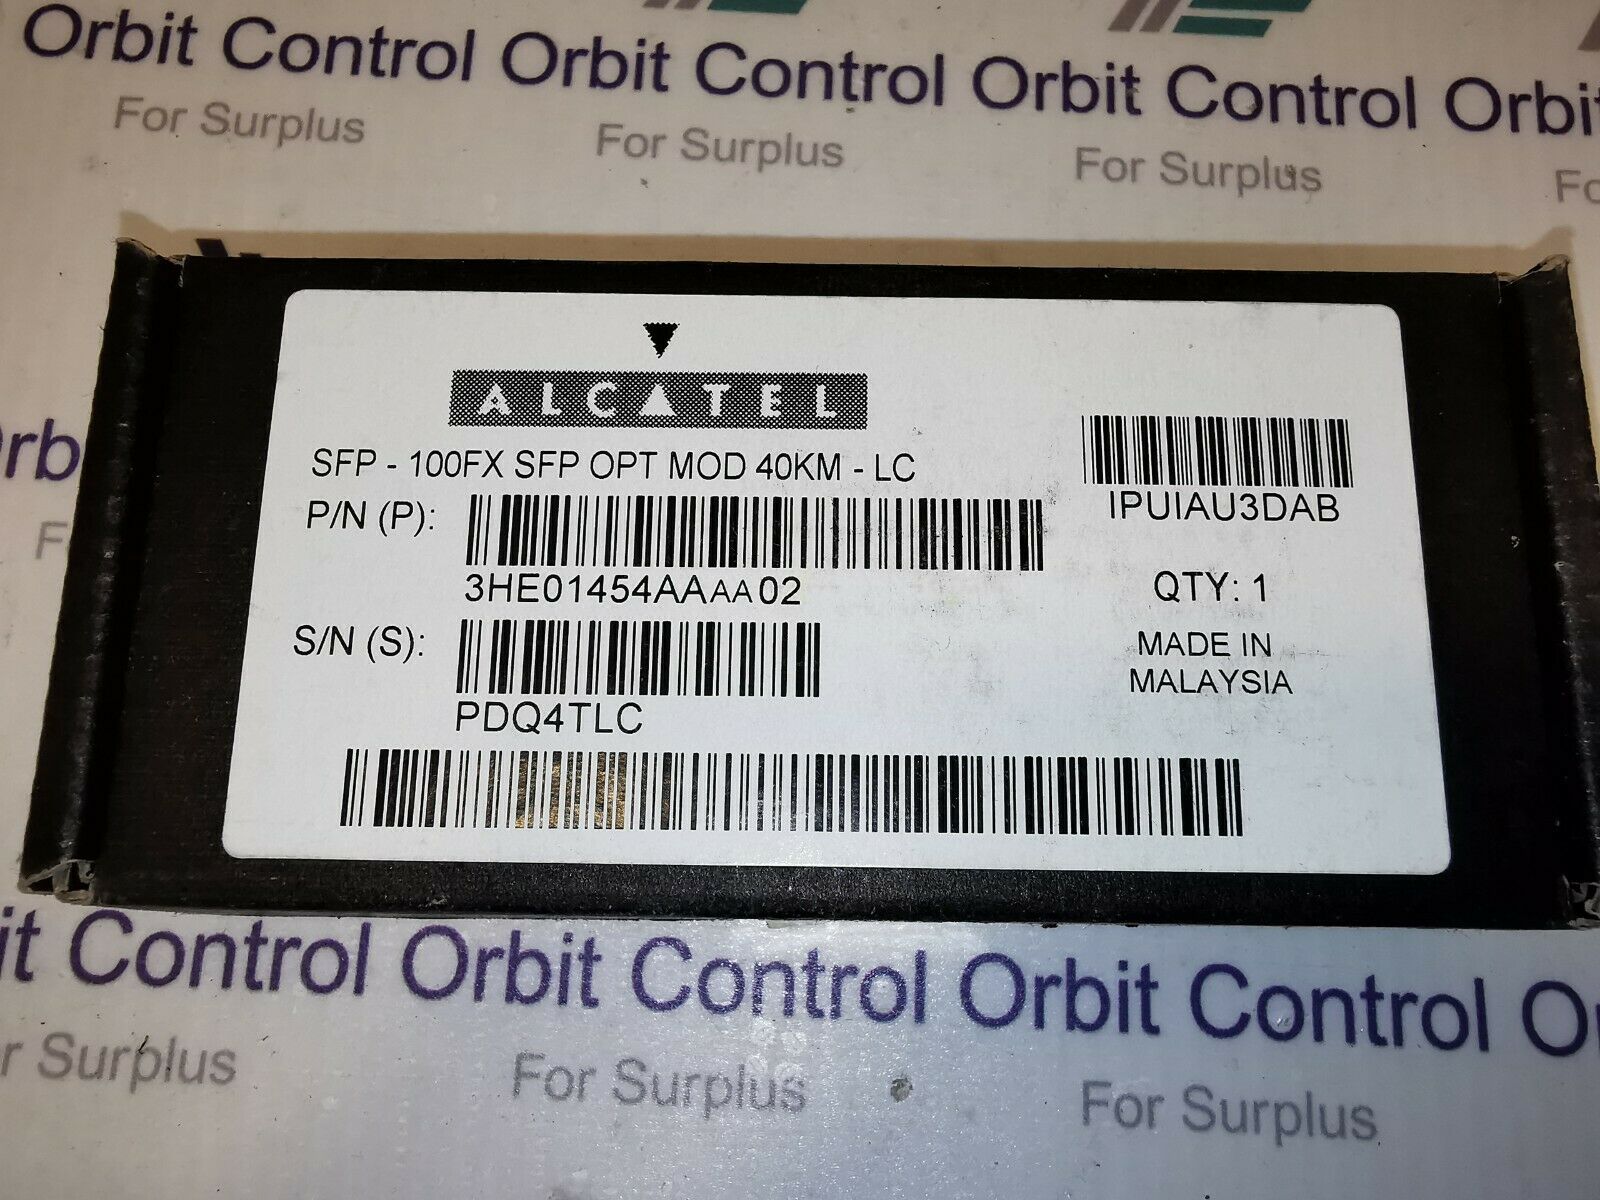 Orbit Control Orbit Control Orbit Control Orbit
For Surplus For Surplus For Surplus
ALCATEL
SFP - 100FX SFP OPT MOD 40KM - LC
IPUIAU3DAB
P/N (P):
3HE01454AAAA02
QTY: 1
S/N (S):
PDQ4TLC
MADE IN
MALAYSIA
Control Orbit Control Orbit Control
Surplus For Surplus For Surplus